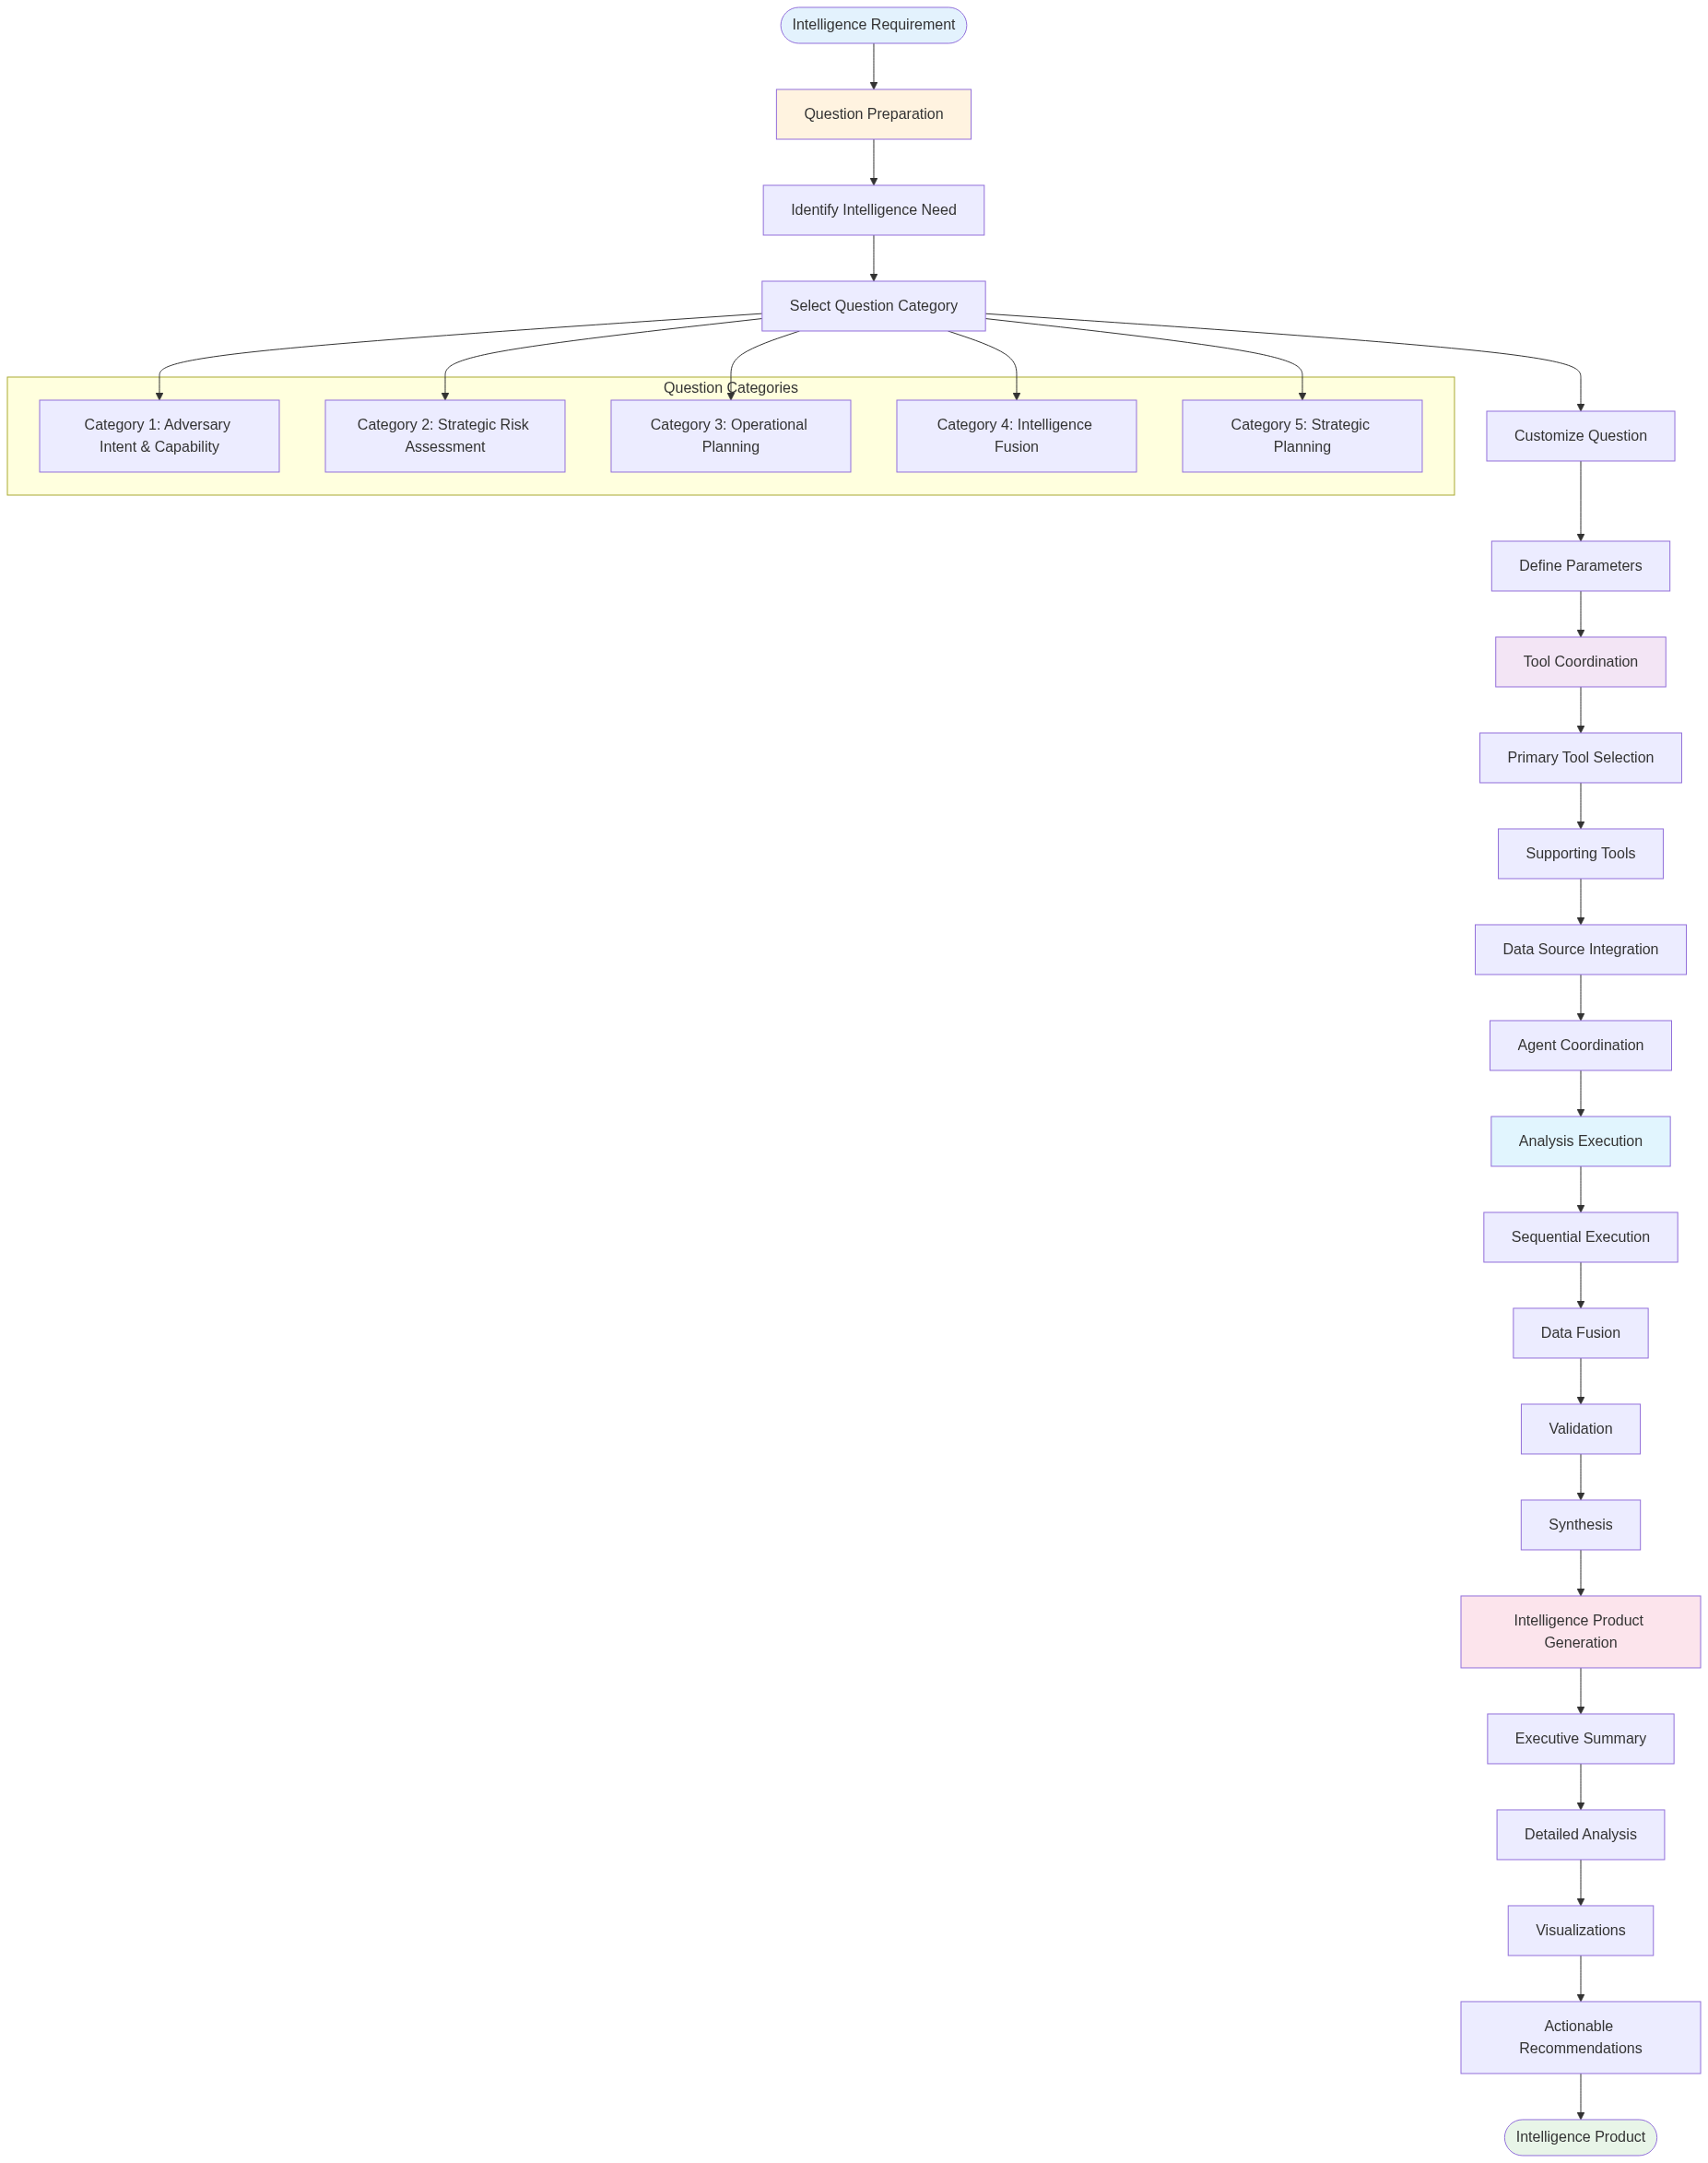 Intelligence Requirement
Question Preparation
Identify Intelligence Need
Select Question Category
Question Categories
Category 1: Adversary
Intent & Capability
Category 2: Strategic Risk
Assessment
Category 3: Operational
Planning
Category 4: Intelligence
Fusion
Category 5: Strategic
Planning
Customize Question
Define Parameters
Tool Coordination
Primary Tool Selection
Supporting Tools
Data Source Integration
Agent Coordination
Analysis Execution
Sequential Execution
Data Fusion
Validation
Synthesis
Intelligence Product
Generation
Executive Summary
Detailed Analysis
Visualizations
Actionable
Recommendations
Intelligence Product